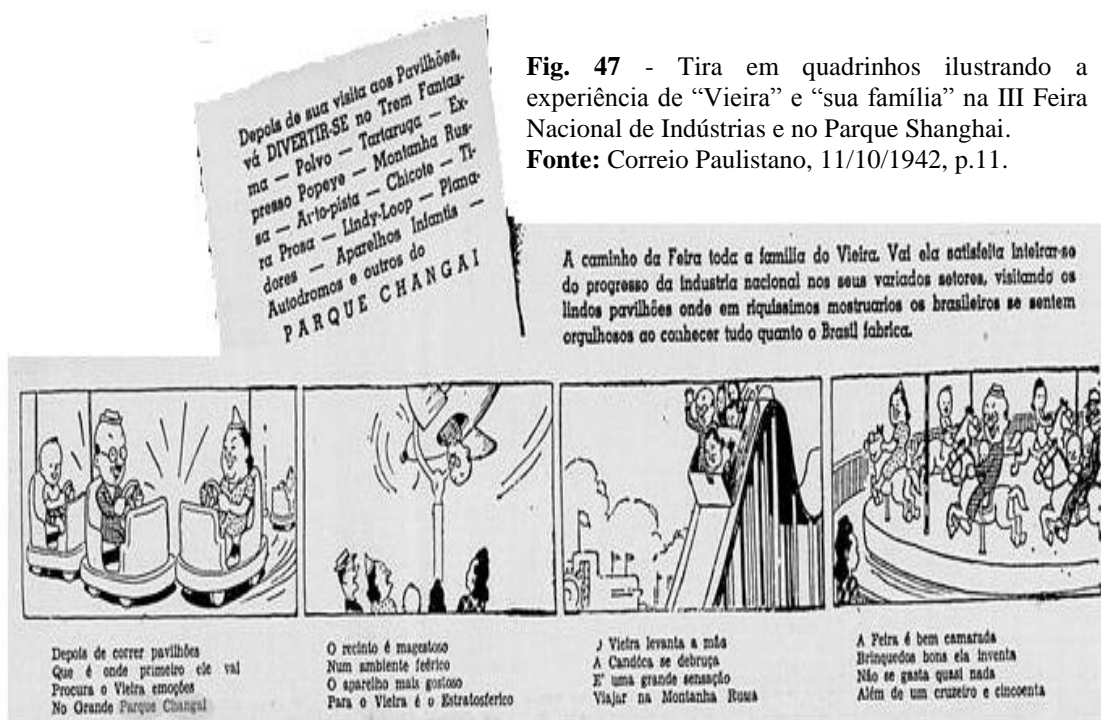 Depois de sua visita aos Pavilhões,
vá DIVERTIR-SE no Trem Fantas-
ma — Polvo — Tartaruga — Ex-
presso Popeye — Montanha Rus-
sa — Auto-pista — Chicote — Ti-
ra Prosa — Lindy-Loop — Plana-
dores — Aparelhos Infantis —
Autodromos e outros do
PARQUE CHANGAI
Fig. 47 - Tira em quadrinhos ilustrando a
experiência de “Vieira” e “sua família” na III Feira
Nacional de Indústrias e no Parque Shanghai.
Fonte: Correio Paulistano, 11/10/1942, p.11.
A caminho da Feira toda a familia do Vieira. Vai ela satisfeita inteirar-se
do progresso da industria nacional nos seus variados setores, visitando os
lindos pavilhões onde em riquissimos mostruarios os brasileiros se sentem
orgulhosos ao conhecer tudo quanto o Brasil fabrica.
Depois de correr pavilhões
Que é onde primeiro ele vai
Procura o Vieira emoções
No Grande Parque Changai
O recinto é magestoso
Num ambiente feérico
O aparelho mais gostoso
Para o Vieira é o Estratosferico
Vieira levanta a mão
A Candóca se debruça
E' uma grande sensação
Viajar na Montanha Russa
A Feira é bem camarada
Brinquedos bons ela inventa
Não se gasta quasi nada
Além de um cruzeiro e cincoenta